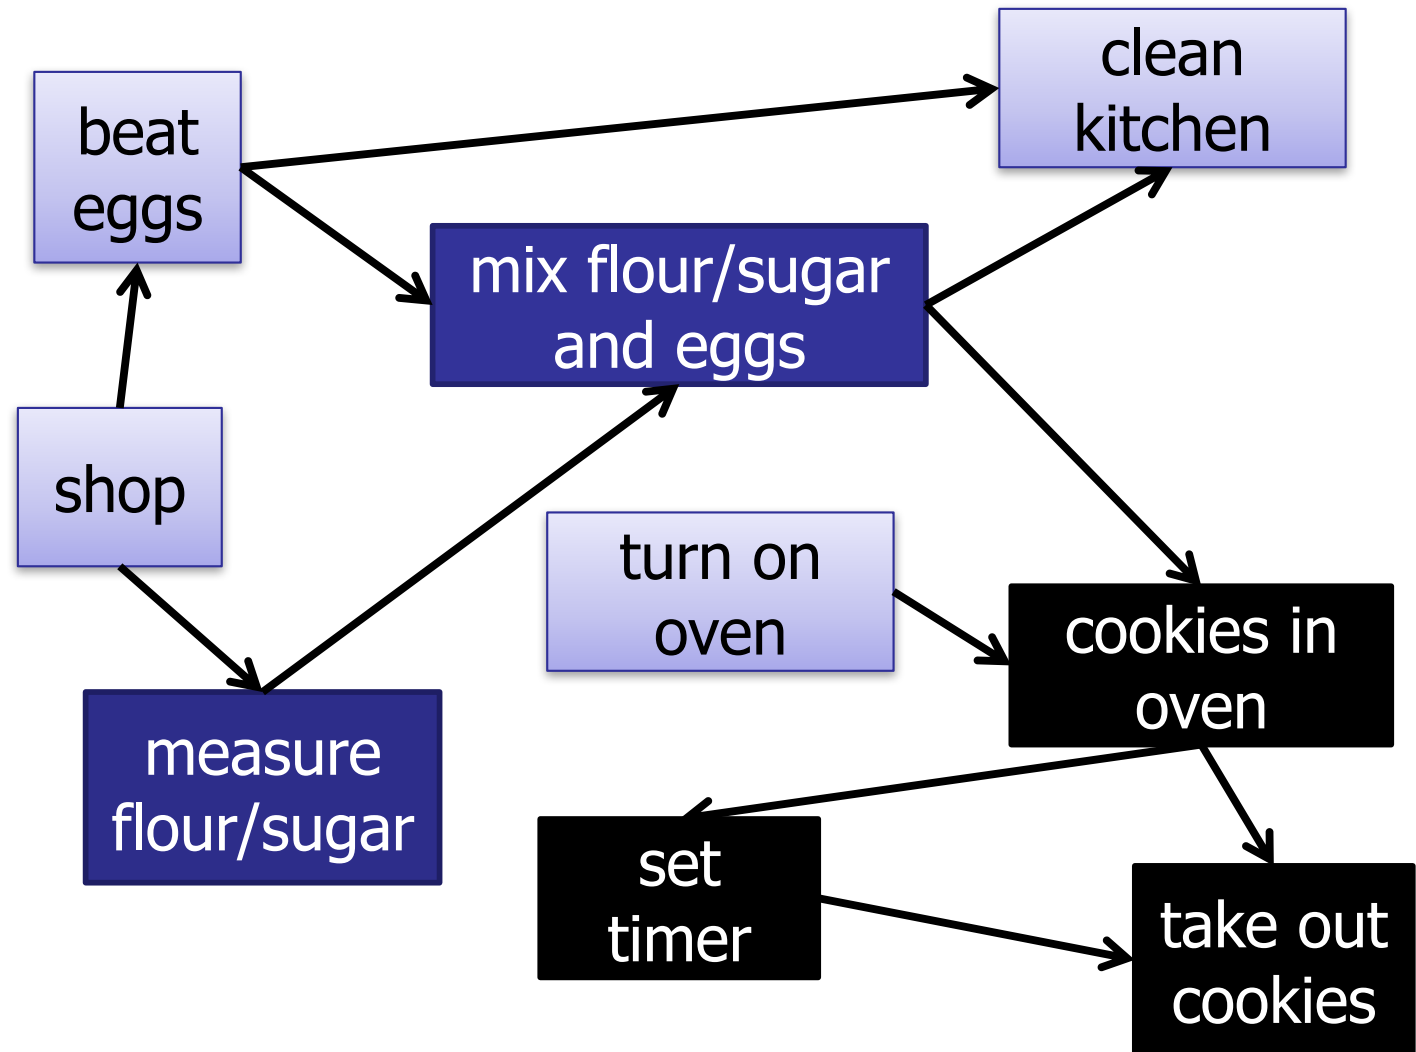 clean
kitchen
beat
eggs
mix flour/sugar
and eggs
shop
turn on
oven
cookies in
oven
measure
flour/sugar
set
timer
take out
cookies